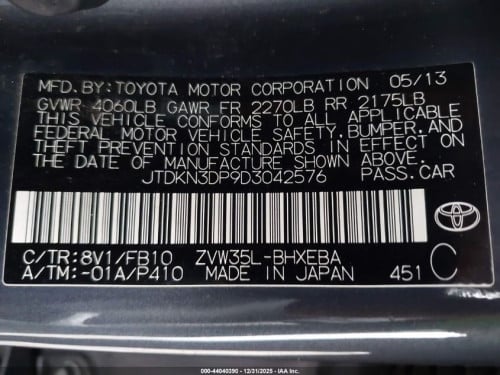 MFD. BY: TOYOTA MOTOR CORPORATION 05/13
GVWR 4060LB GAWR FR 2270LB RR 2175LB
THIS VEHICLE CONFORMS TO ALL APPLICABLE
FEDERAL MOTOR VEHICLE SAFETY, BUMPER, AND
THEFT PREVENTION STANDARDS IN EFFECT ON
THE DATE OF MANUFACTURE SHOWN ABOVE.
JTDKN3DP9D3042576 PASS. CAR
TOYOTA
C/TR: 8V1/FB10 ZVW35L-BHXEBA
A/TM: -01A/P410 MADE IN JAPAN 451 C
000-44040390 - 12/31/2025 - IAA Inc.